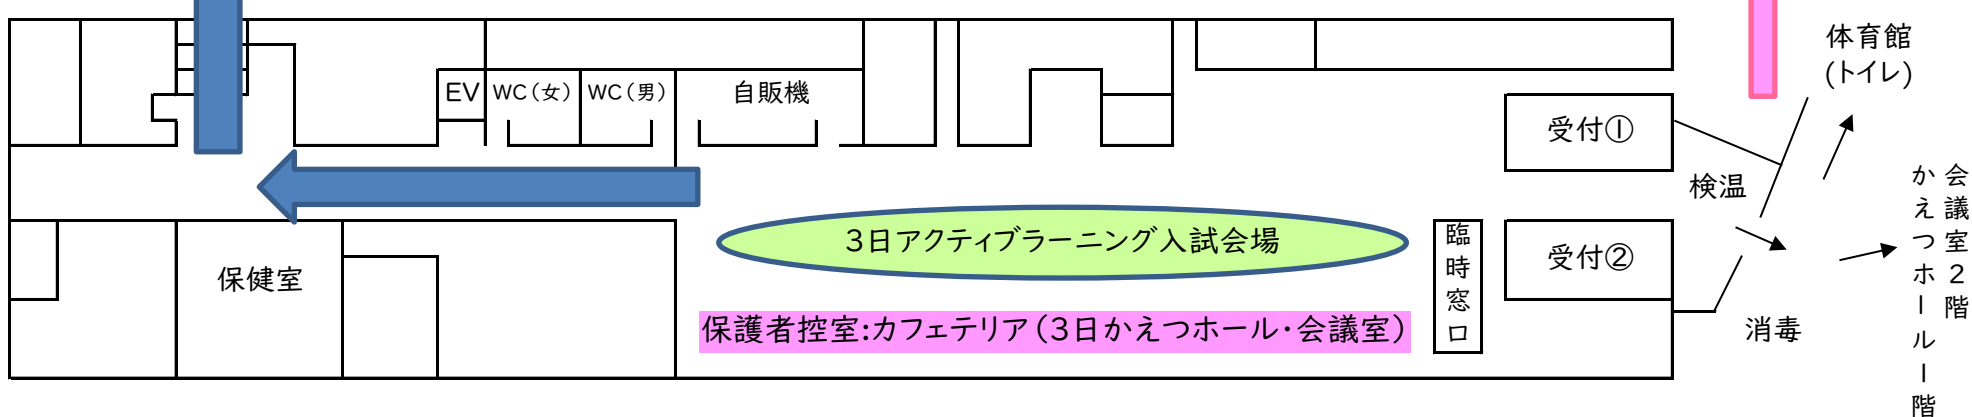 体育館
(トイレ)
EV
WC(女)
WC(男)
自販機
受付①
検温
会議室2階
かえつホール一階
3日アクティブラーニング入試会場
臨時窓口
受付②
保健室
保護者控室:カフェテリア(3日かえつホール・会議室)
消毒